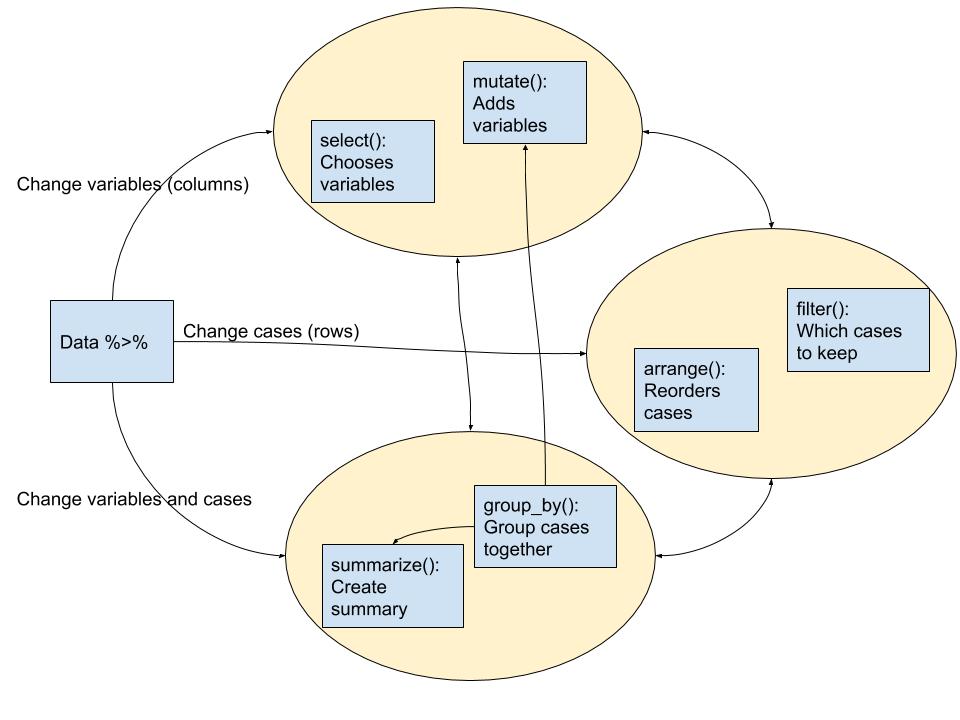 mutate():
Adds
variables
select():
Chooses
variables
Change variables (columns)
Data %>%
Change cases (rows)
filter():
Which cases
to keep
arrange():
Reorders
cases
Change variables and cases
group_by():
Group cases
together
summarize():
Create
summary